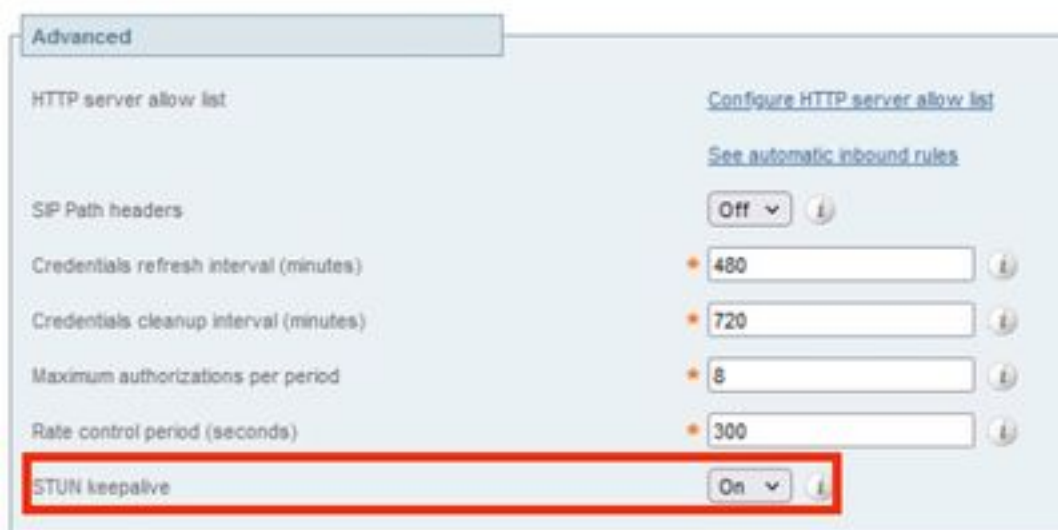 Advanced
HTTP server allow list Configure HTTP server allow list
See automatic inbound rules
SIP Path headers Off i
Credentials refresh interval (minutes) * 480 i
Credentials cleanup interval (minutes) * 720 i
Maximum authorizations per period * 8 i
Rate control period (seconds) * 300 i
STUN keepalive On i